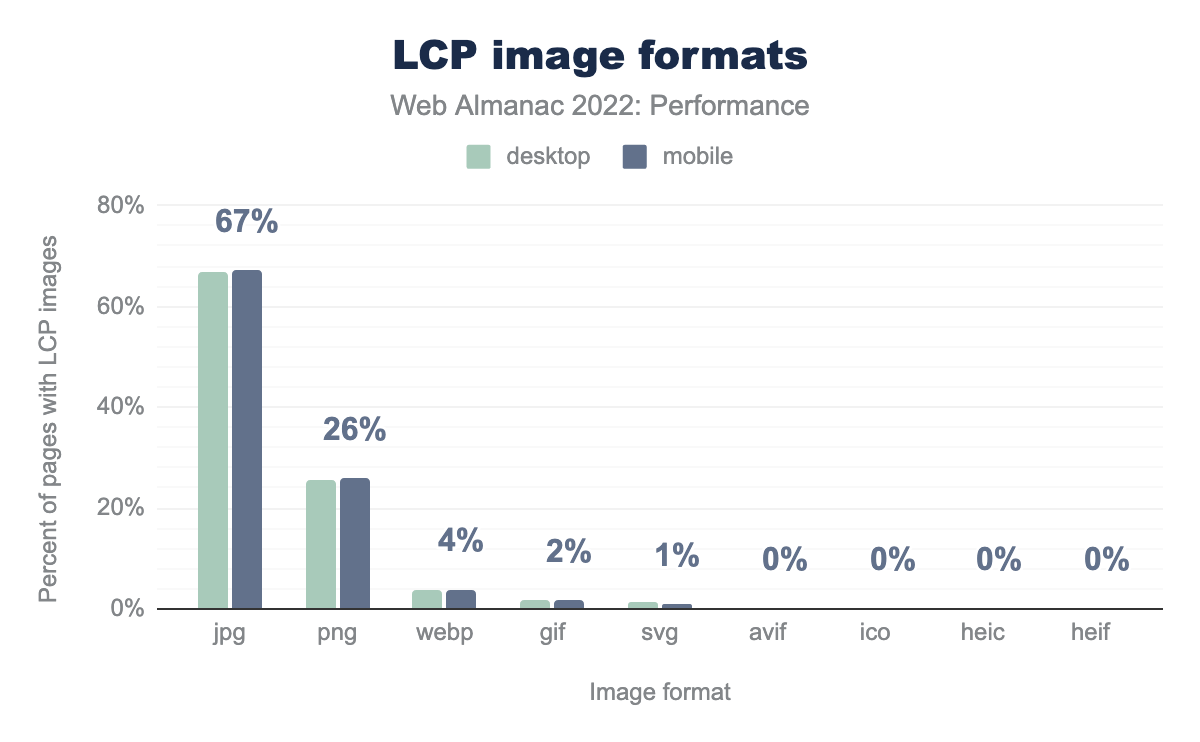 LCP image formats
Web Almanac 2022: Performance
desktop mobile
Percent of pages with LCP images
80%
60%
40%
20%
0%
67%
26%
4%
2%
1%
0%
0%
0%
0%
jpg png webp gif svg avif ico heic heif
Image format